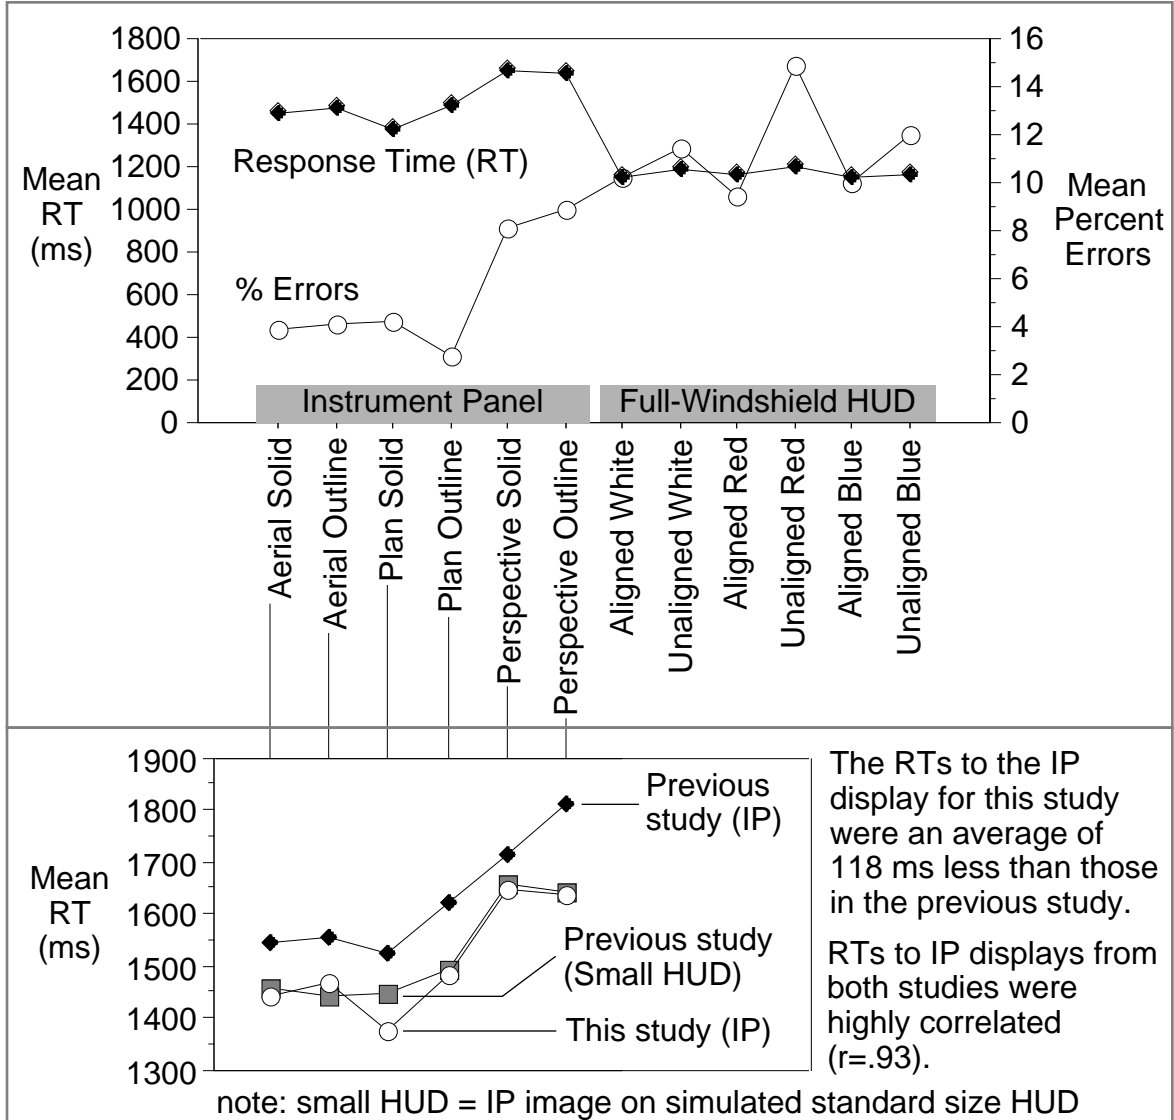 1800
1600
1400
1200
1000
800
600
400
200
0
Mean
RT
(ms)
16
14
12
10
8
6
4
2
0
Mean
Percent
Errors
Response Time (RT)
% Errors
Instrument Panel
Full-Windshield HUD
Aerial Solid
Aerial Outline
Plan Solid
Plan Outline
Perspective Solid
Perspective Outline
Aligned White
Unaligned White
Aligned Red
Unaligned Red
Aligned Blue
Unaligned Blue
1900
1800
1700
1600
1500
1400
1300
Mean
RT
(ms)
Previous
study (IP)
Previous study
(Small HUD)
This study (IP)
The RTs to the IP
display for this study
were an average of
118 ms less than those
in the previous study.
RTs to IP displays from
both studies were
highly correlated
(r=.93).
note: small HUD = IP image on simulated standard size HUD